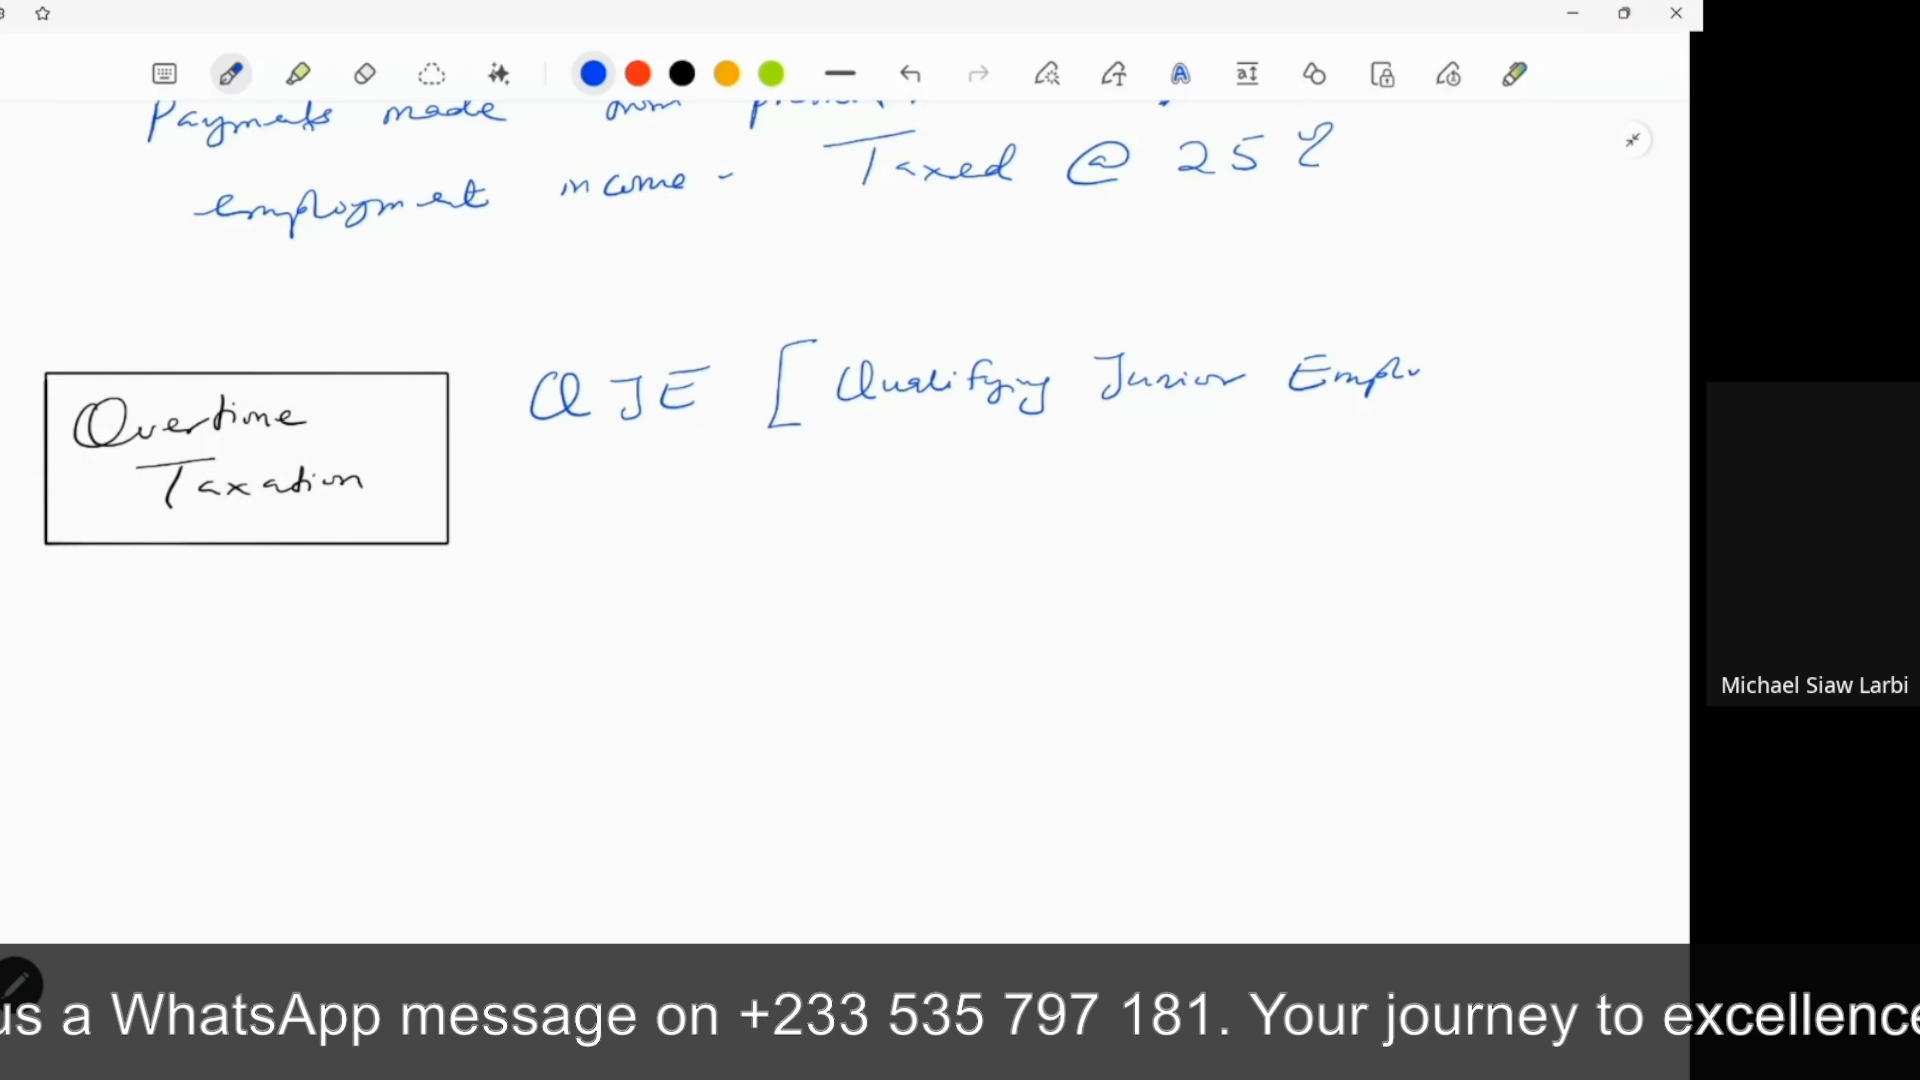 Payments made from
employment income - Taxed @ 25%
Overtime
Taxation
QJE [Qualifying Junior Emplo
Michael Siaw Larbi
us a WhatsApp message on +233 535 797 181. Your journey to excellence